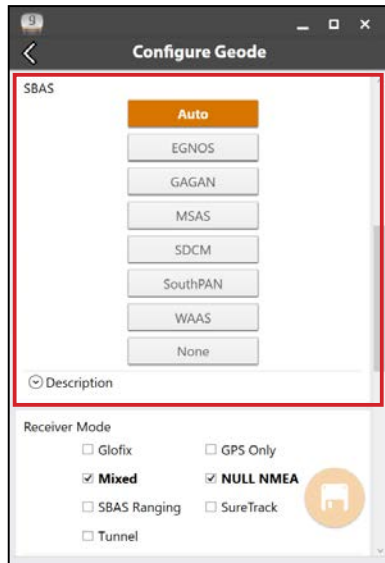 9
Configure Geode
SBAS
Auto
EGNOS
GAGAN
MSAS
SDCM
SouthPAN
WAAS
None
Description
Receiver Mode
Glofix GPS Only
Mixed NULL NMEA
SBAS Ranging SureTrack
Tunnel